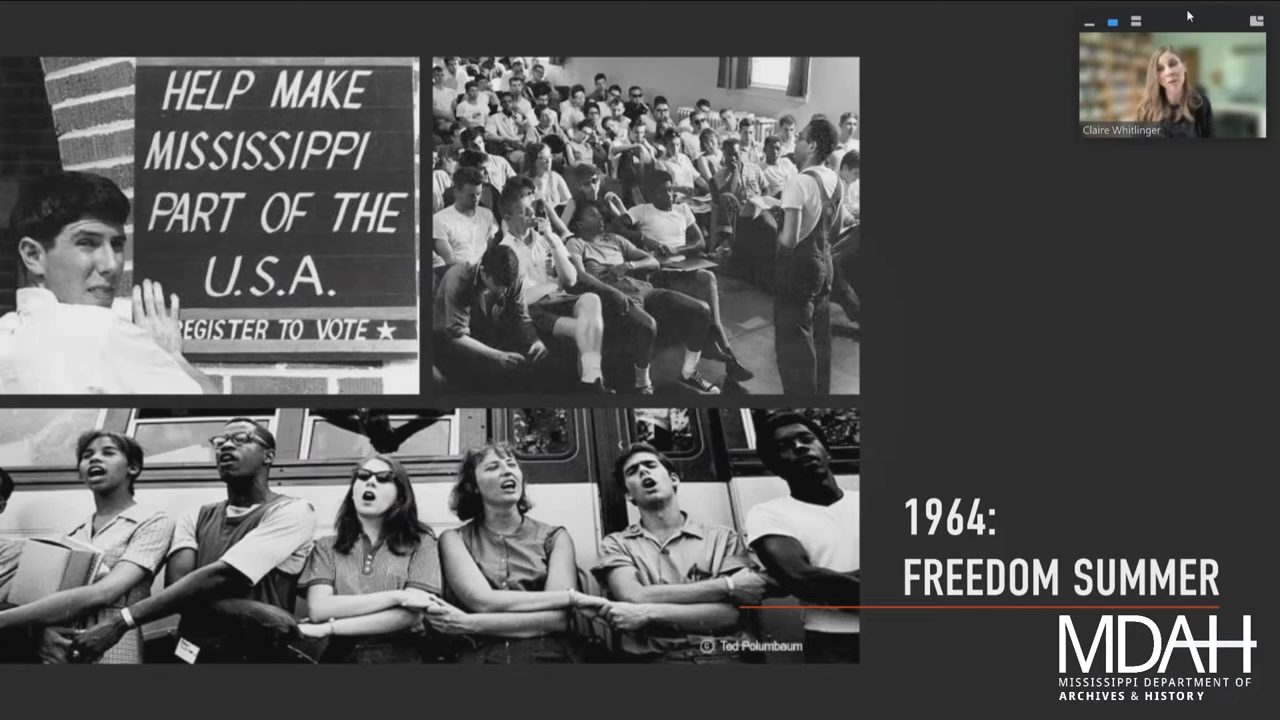 HELP MAKE
MISSISSIPPI
PART OF THE
U.S.A.
REGISTER TO VOTE ★
Claire Whitlinger
© Ted Polumbaum
1964:
FREEDOM SUMMER
MDAH
MISSISSIPPI DEPARTMENT OF
ARCHIVES & HISTORY